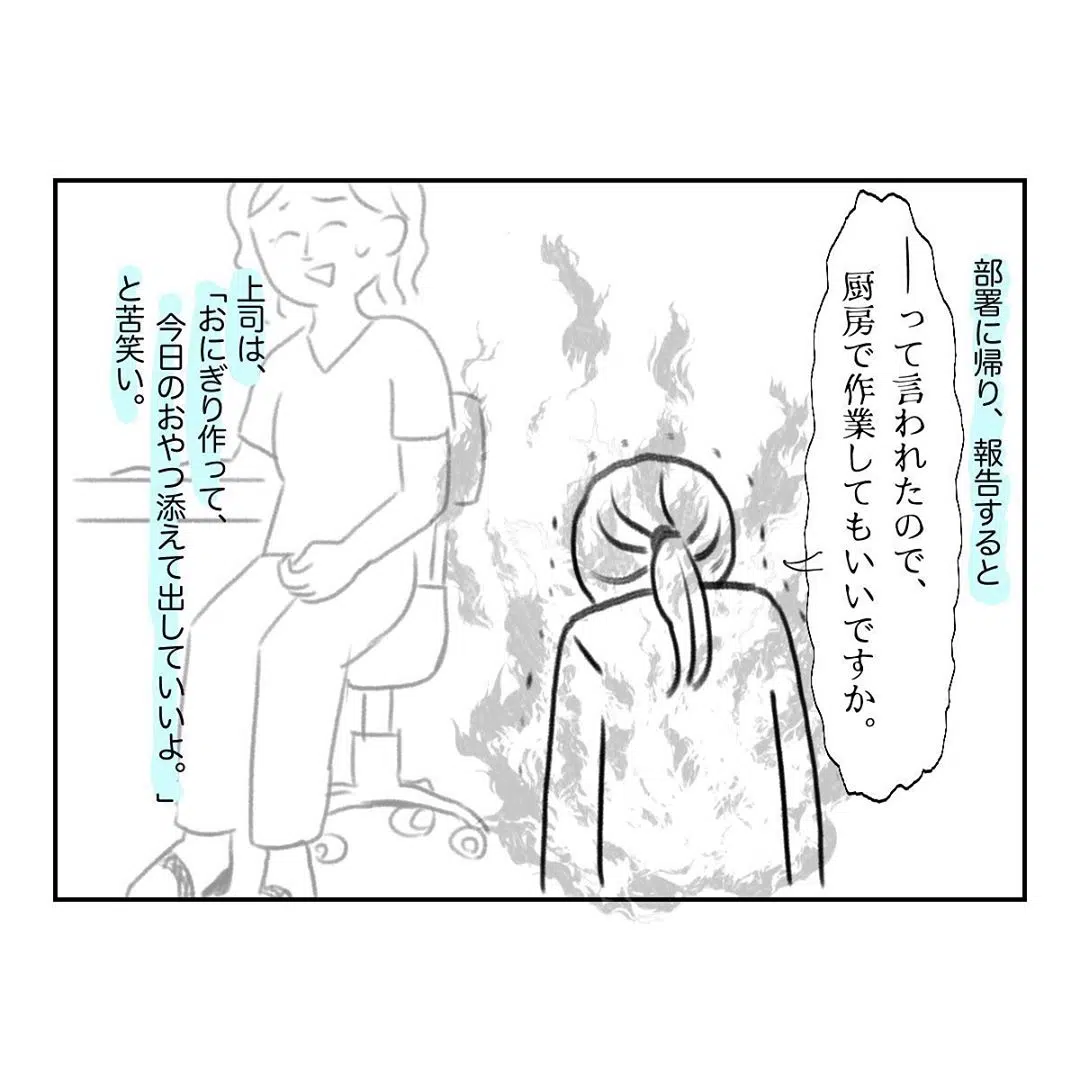 部署に帰り、報告すると
――って言われたので、
厨房で作業してもいいですか。
上司は、
「おにぎり作って、
今日のおやつ添えて出していいよ。」
と苦笑い。